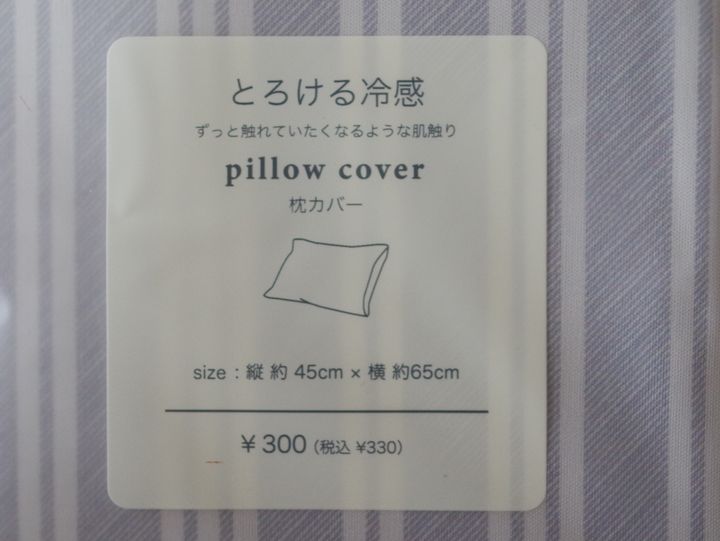 とろける冷感
ずっと触れていたくなるような肌触り
pillow cover
枕カバー
size : 縦 約 45cm × 横 約65cm
¥300 (税込 ¥330)